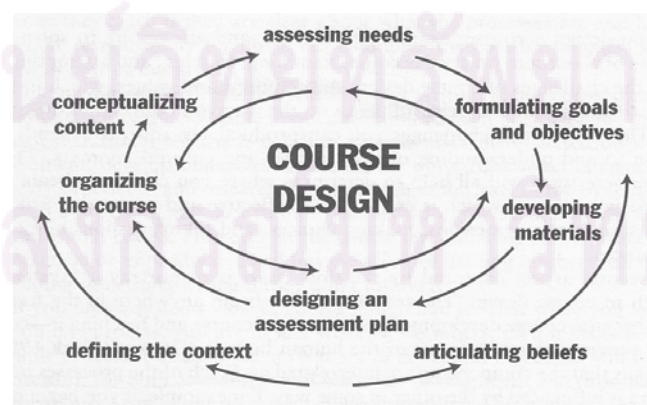 assessing needs
conceptualizing
content
formulating goals
and objectives
COURSE
DESIGN
organizing
the course
developing
materials
designing an
assessment plan
defining the context
articulating beliefs